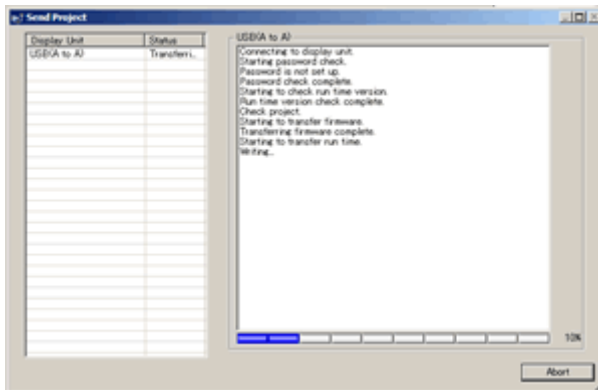 Send Project
Display Unit
Status
USB(A to A)
Transferri..
USB(A to A)
Connecting to display unit.
Starting password check.
Password is not set up.
Password check complete.
Starting to check run time version.
Run time version check complete.
Check project.
Starting to transfer firmware.
Transferring firmware complete.
Starting to transfer run time.
Writing...
10%
Abort